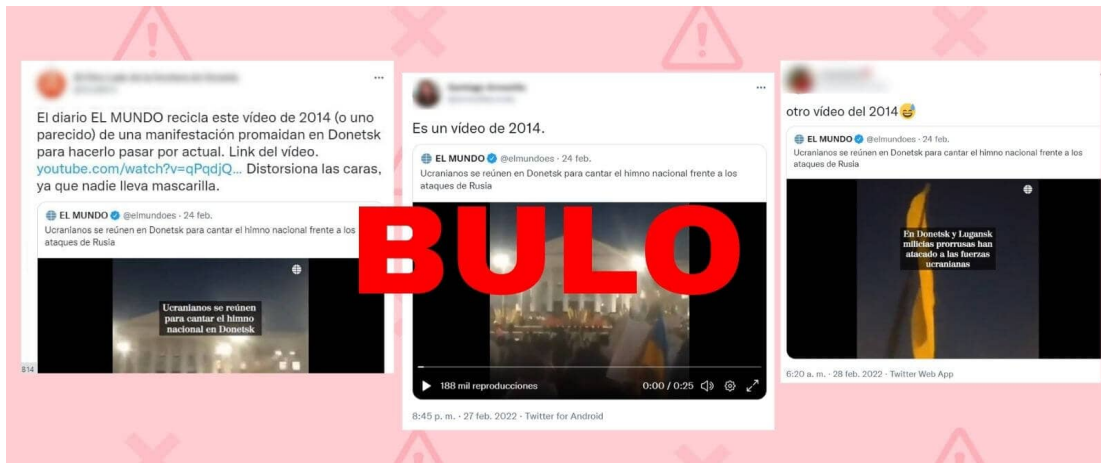 El diario EL MUNDO recicla este vídeo de 2014 (o uno
parecido) de una manifestación promaidan en Donetsk
para hacerlo pasar por actual. Link del vídeo.
youtube.com/watch?v=qPqdjQ... Distorsiona las caras,
ya que nadie lleva mascarilla.
EL MUNDO @elmundoes · 24 feb.
Ucranianos se reúnen en Donetsk para cantar el himno nacional frente a los
ataques de Rusia
Ucranianos se reúnen
para cantar el himno
nacional en Donetsk
Es un vídeo de 2014.
EL MUNDO @elmundoes · 24 feb.
Ucranianos se reúnen en Donetsk para cantar el himno nacional frente a los
ataques de Rusia
BULO
188 mil reproducciones
0:00 / 0:25
8:45 p. m. · 27 feb. 2022 · Twitter for Android
otro vídeo del 2014😅
EL MUNDO @elmundoes · 24 feb.
Ucranianos se reúnen en Donetsk para cantar el himno nacional frente a los
ataques de Rusia
En Donetsk y Lugansk
milicias prorrusas han
atacado a las fuerzas
ucranianas
6:20 a. m. · 28 feb. 2022 · Twitter Web App